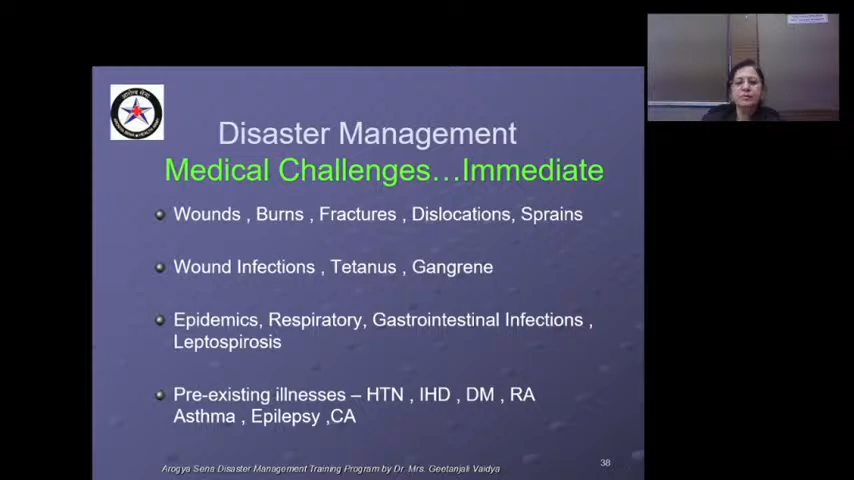 Disaster Management
Medical Challenges...Immediate
Wounds , Burns , Fractures , Dislocations, Sprains
Wound Infections , Tetanus , Gangrene
Epidemics, Respiratory, Gastrointestinal Infections ,
Leptospirosis
Pre-existing illnesses – HTN , IHD , DM , RA
Asthma , Epilepsy ,CA
Arogya Sena Disaster Management Training Program by Dr. Mrs. Geetanjali Vaidya
38